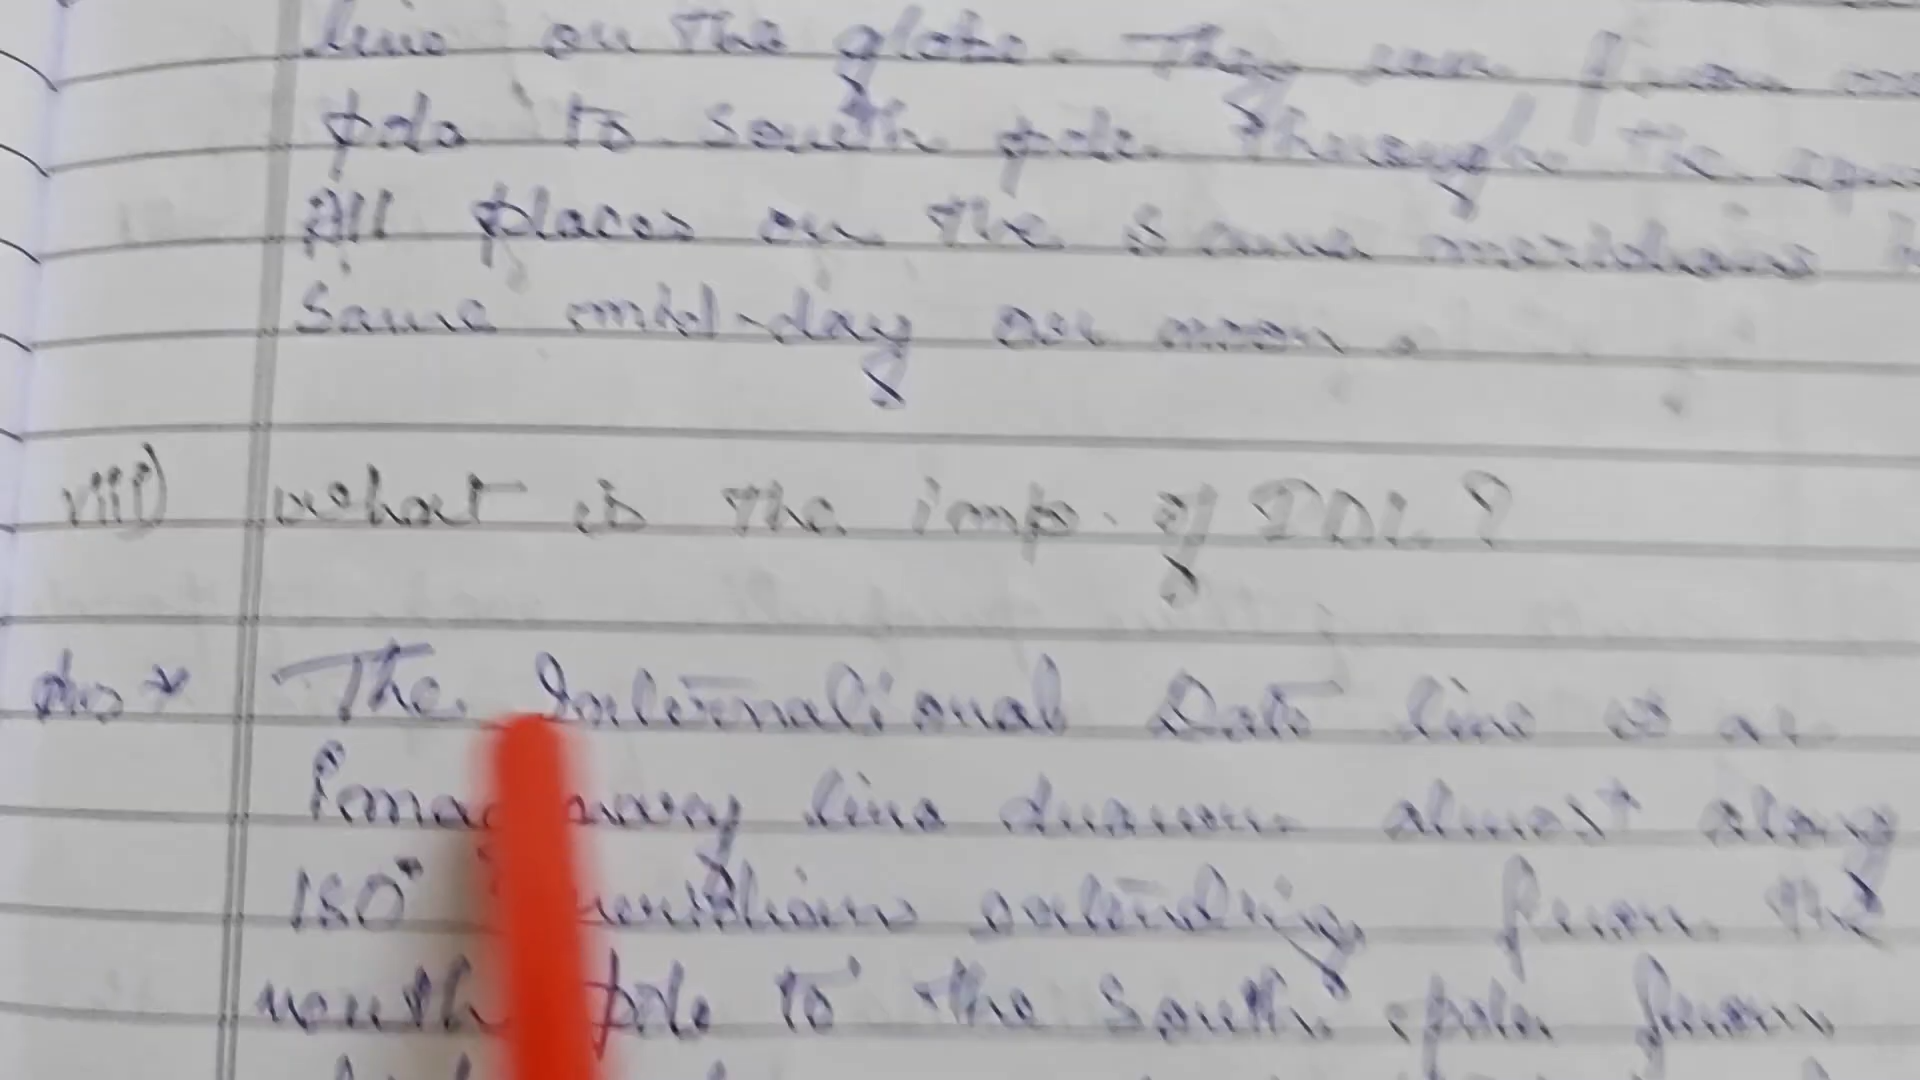 line on the globe. They run from
pole to south pole through the
All places on the same meridians
same mid-day or noon.
viii) what is the imp. of IDL?
Ans → The International Date line is an
imaginary line drawn almost along
180° meridians extending from the
north pole to the south pole from